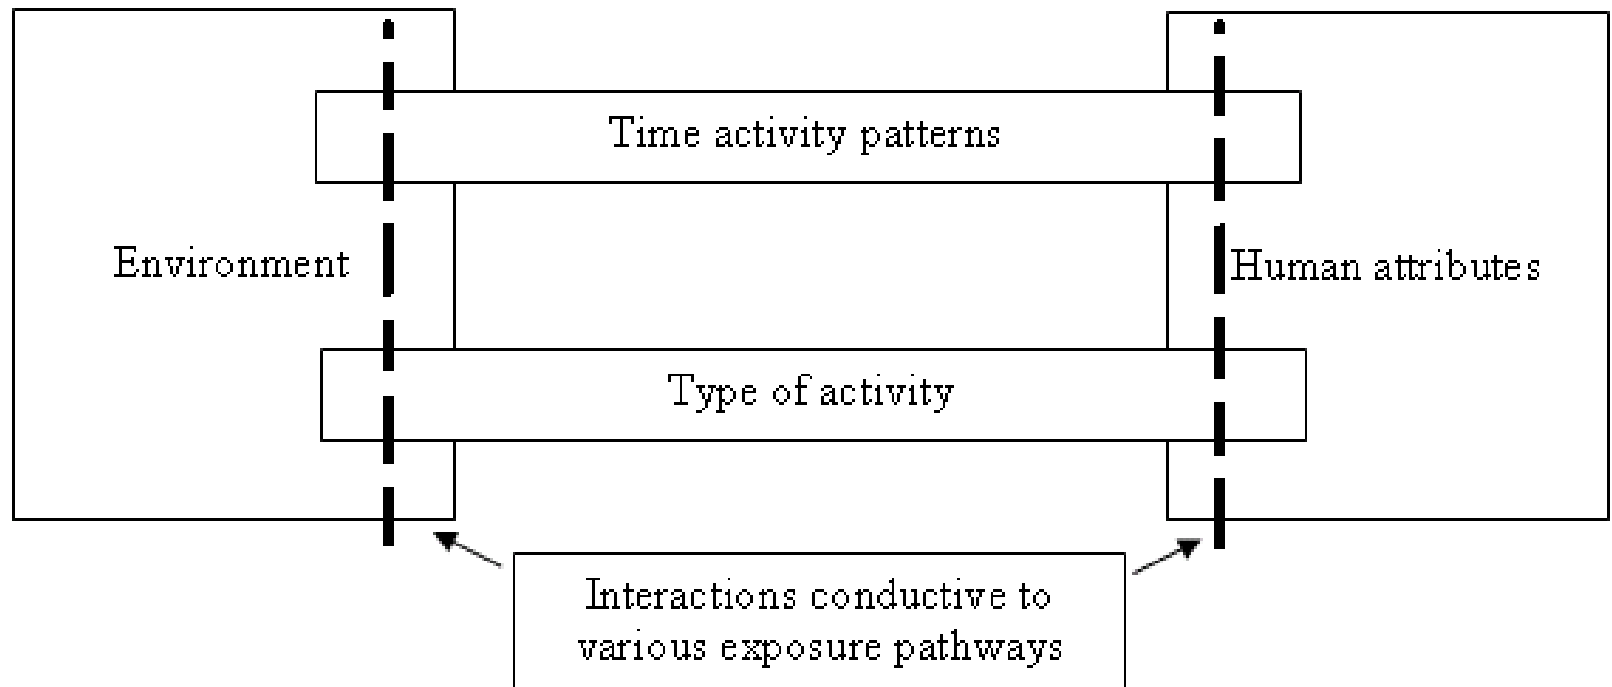 Time activity patterns
Environment
Human attributes
Type of activity
Interactions conductive to
various exposure pathways